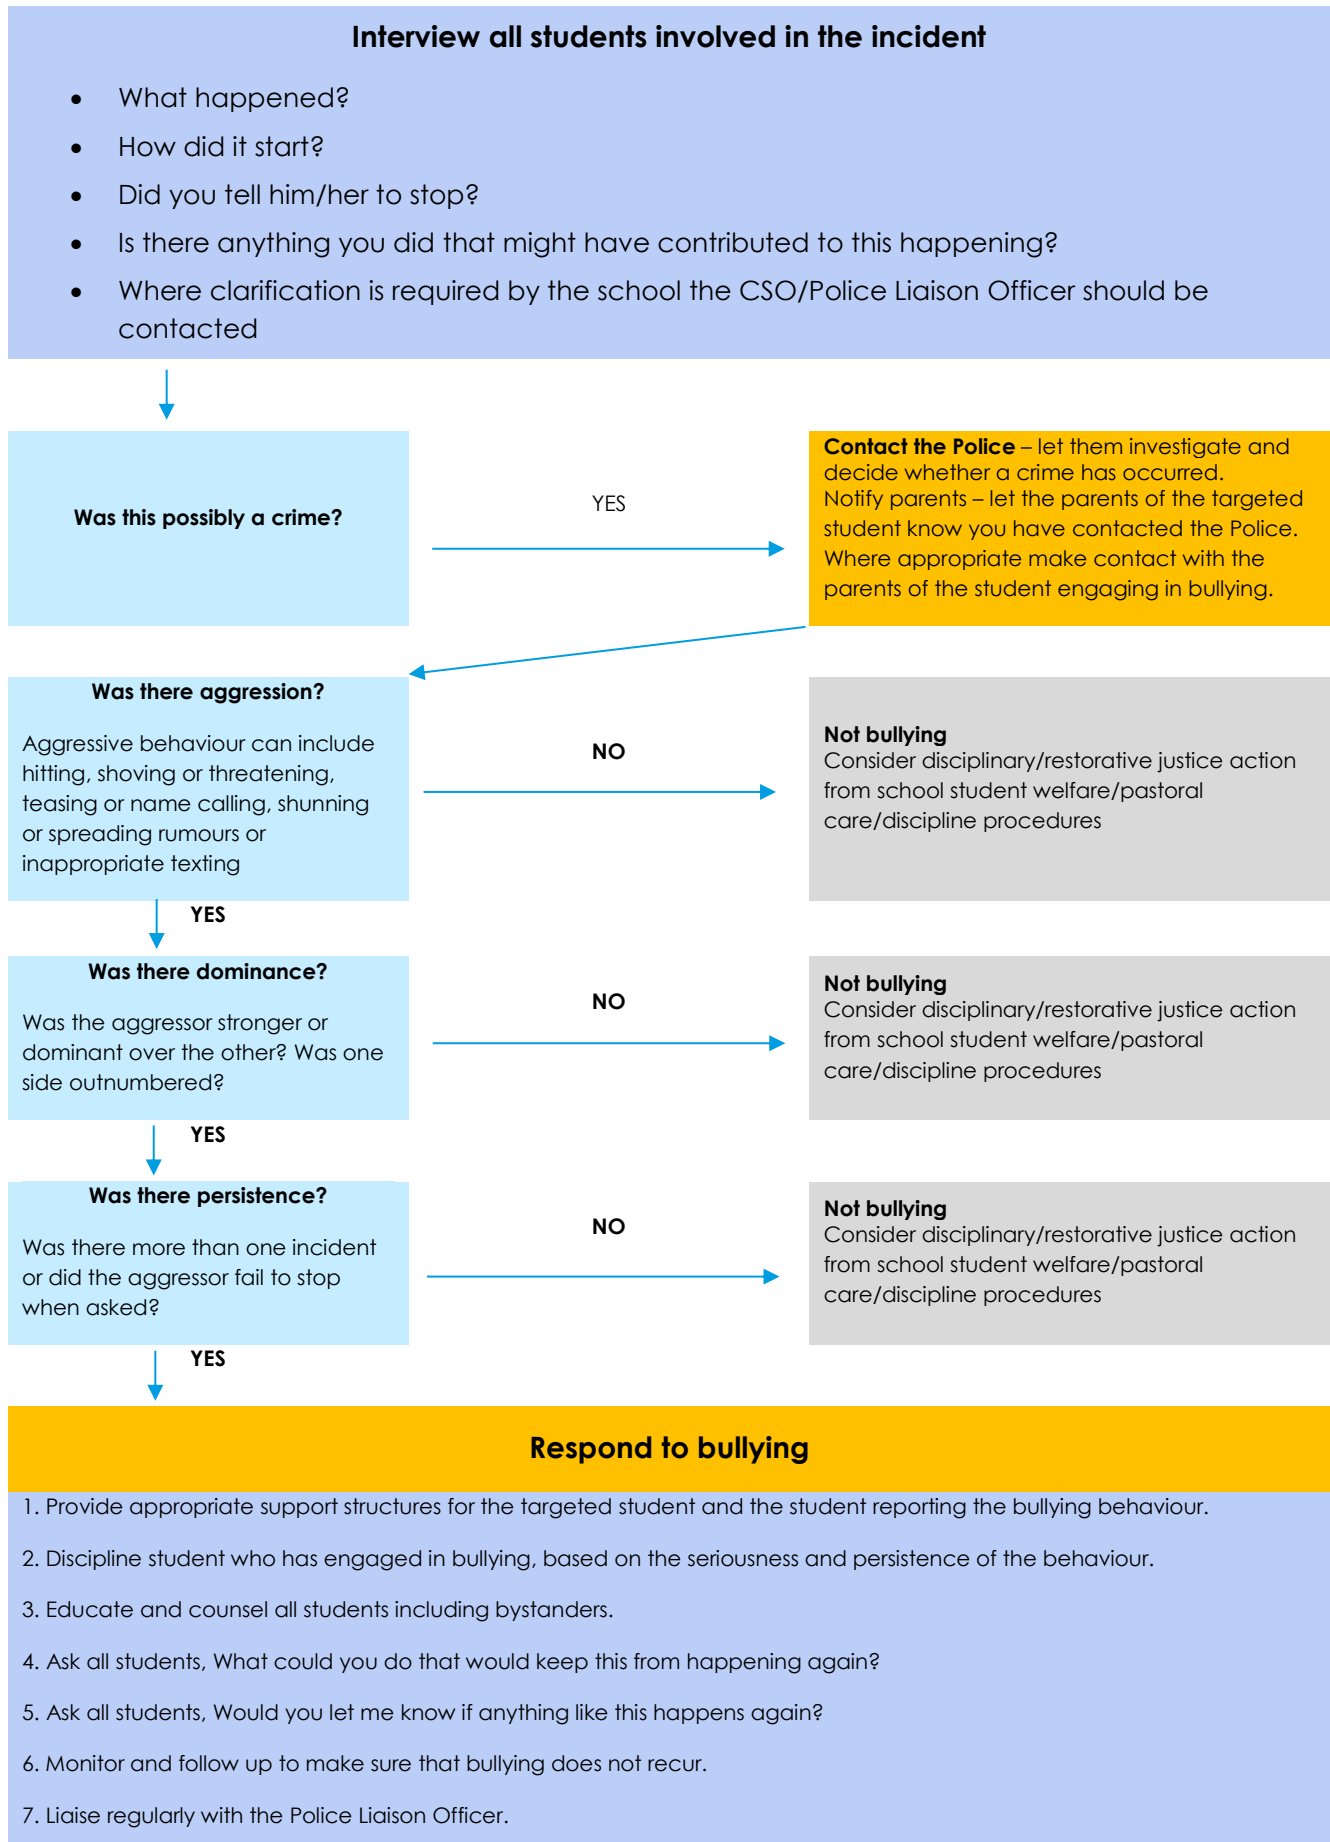 Interview all students involved in the incident
• What happened?
• How did it start?
• Did you tell him/her to stop?
• Is there anything you did that might have contributed to this happening?
• Where clarification is required by the school the CSO/Police Liaison Officer should be
contacted
Was this possibly a crime?
YES
Contact the Police – let them investigate and
decide whether a crime has occurred.
Notify parents – let the parents of the targeted
student know you have contacted the Police.
Where appropriate make contact with the
parents of the student engaging in bullying.
Was there aggression?
Aggressive behaviour can include
hitting, shoving or threatening,
teasing or name calling, shunning
or spreading rumours or
inappropriate texting
NO
Not bullying
Consider disciplinary/restorative justice action
from school student welfare/pastoral
care/discipline procedures
YES
Was there dominance?
Was the aggressor stronger or
dominant over the other? Was one
side outnumbered?
NO
Not bullying
Consider disciplinary/restorative justice action
from school student welfare/pastoral
care/discipline procedures
YES
Was there persistence?
Was there more than one incident
or did the aggressor fail to stop
when asked?
NO
Not bullying
Consider disciplinary/restorative justice action
from school student welfare/pastoral
care/discipline procedures
YES
Respond to bullying
1. Provide appropriate support structures for the targeted student and the student reporting the bullying behaviour.
2. Discipline student who has engaged in bullying, based on the seriousness and persistence of the behaviour.
3. Educate and counsel all students including bystanders.
4. Ask all students, What could you do that would keep this from happening again?
5. Ask all students, Would you let me know if anything like this happens again?
6. Monitor and follow up to make sure that bullying does not recur.
7. Liaise regularly with the Police Liaison Officer.